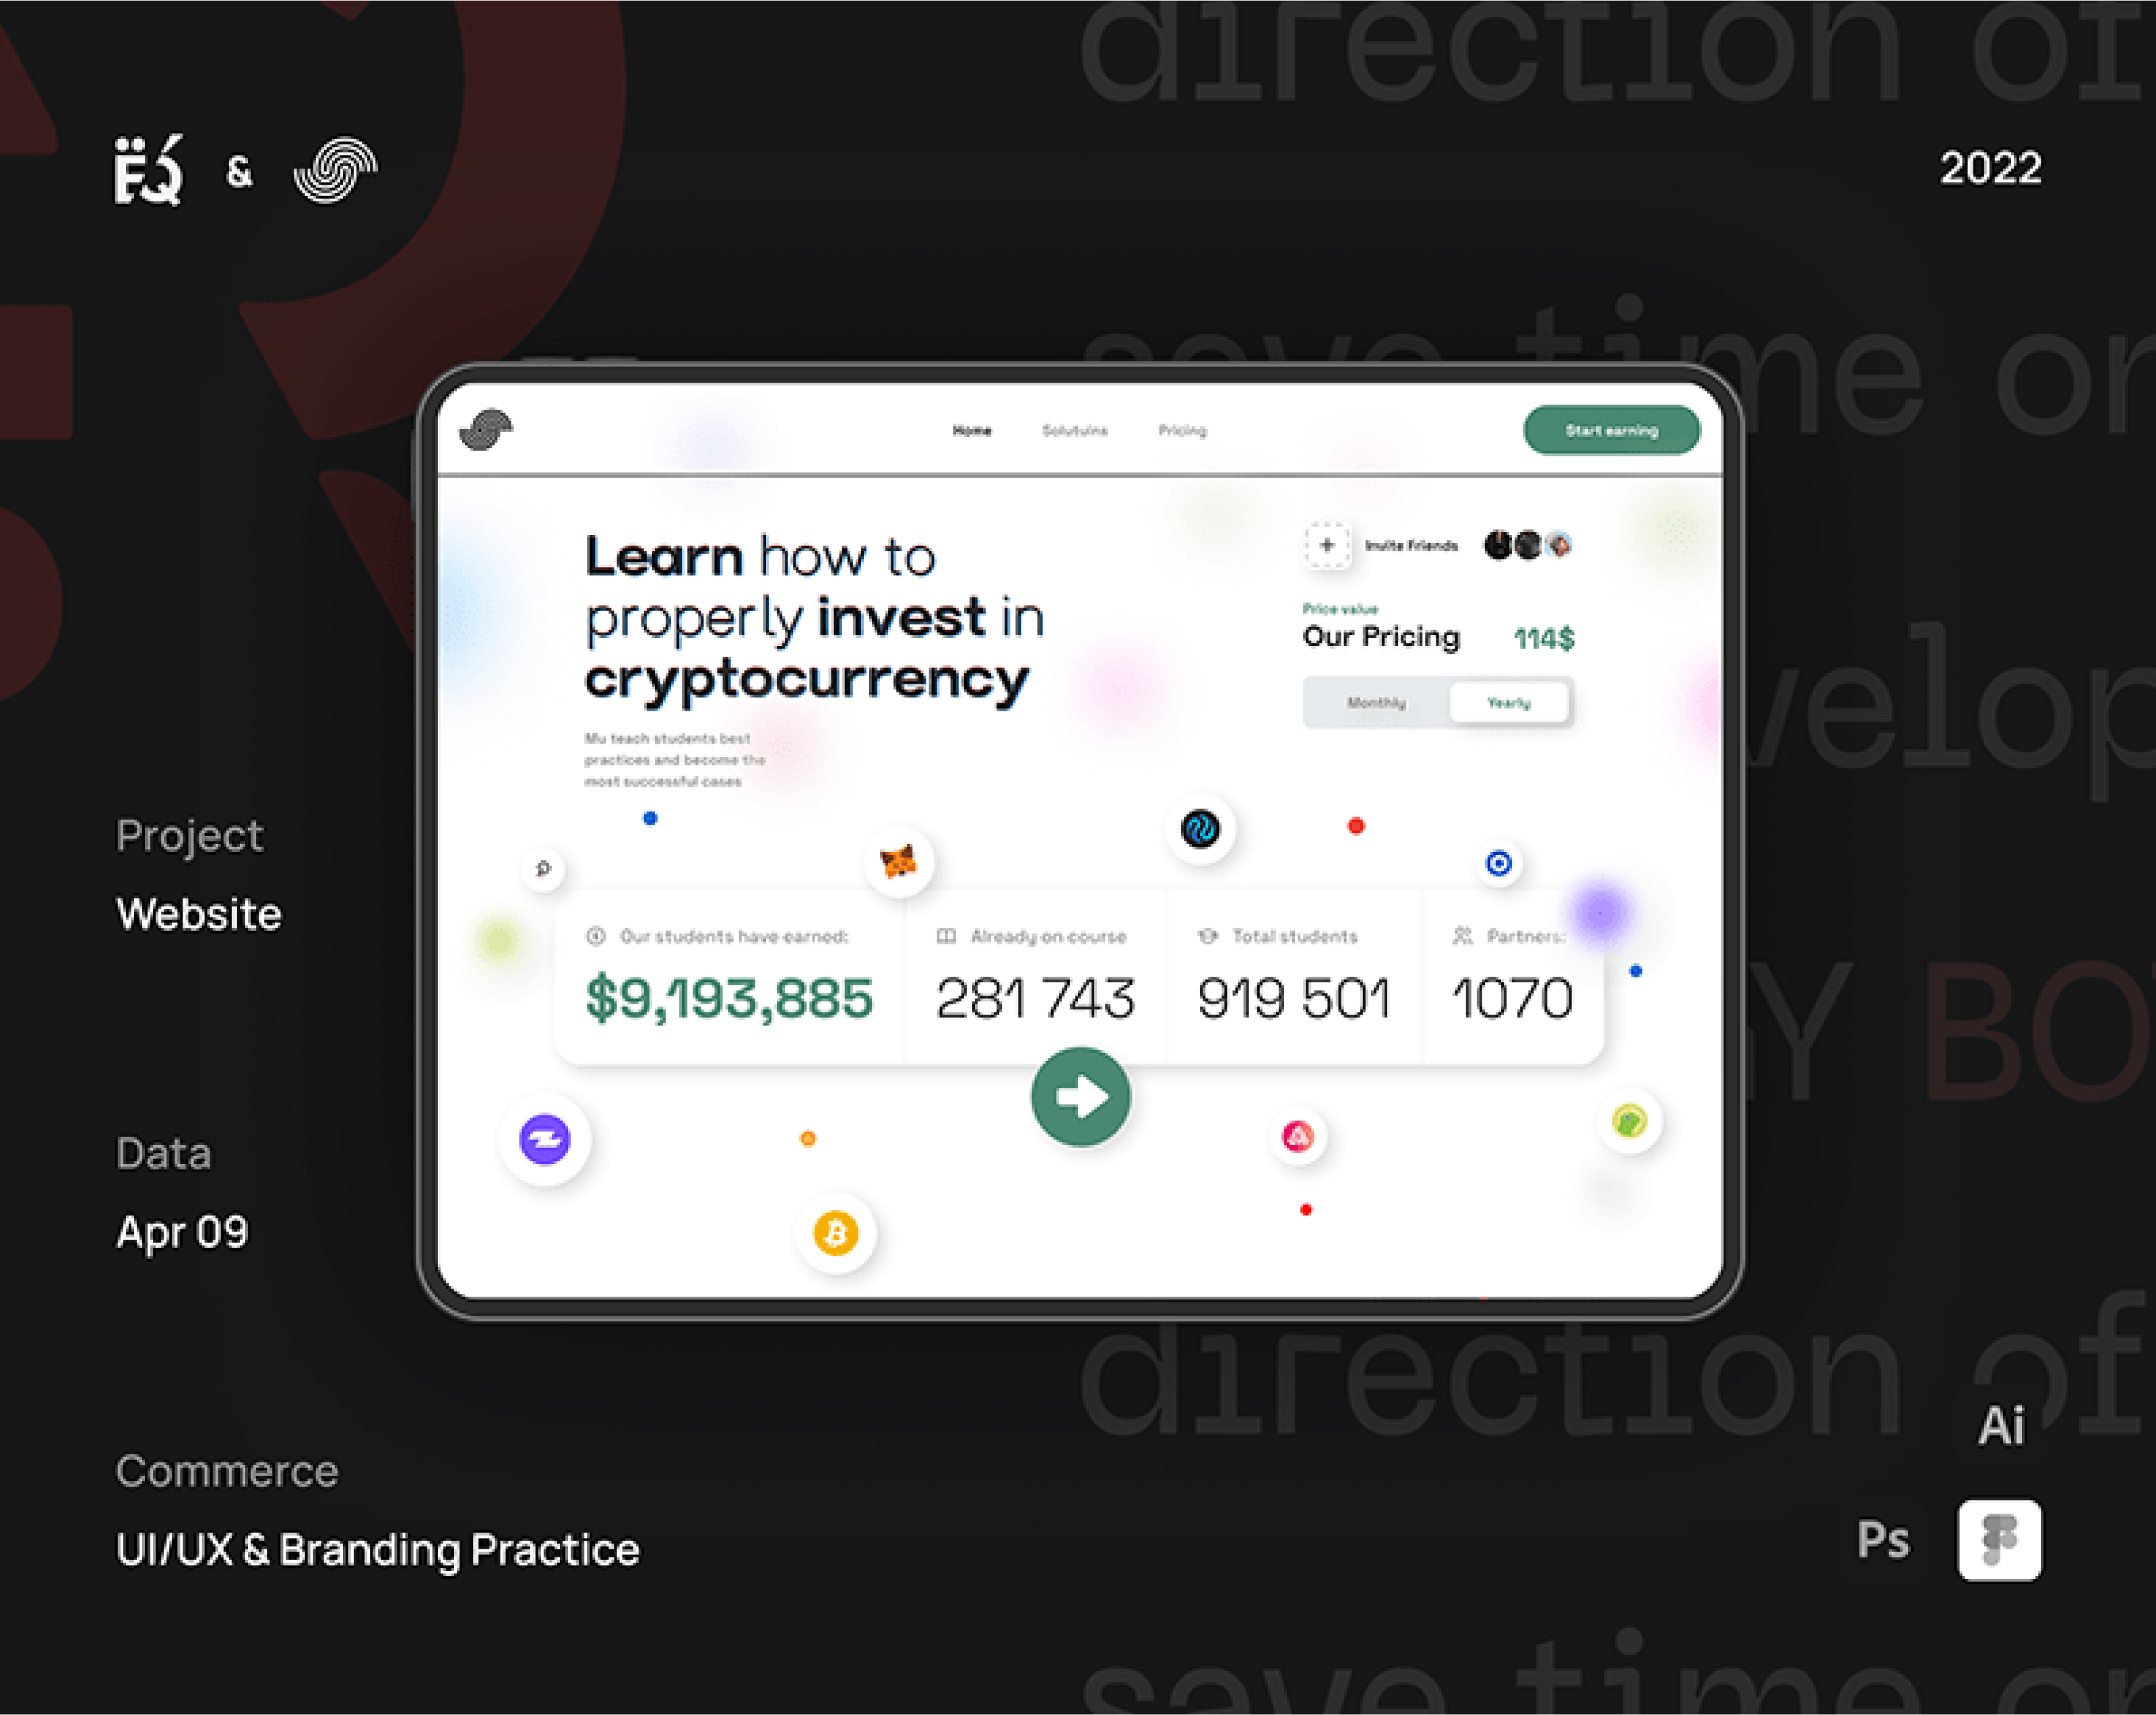 direction of
ËQ́ &
2022
save time on
Home
Solutuins
Pricing
Start earning
Learn how to
properly invest in
cryptocurrency
Mu teach students best
practices and become the
most successful cases
Invite Friends
Price value
Our Pricing
114$
Monthly
Yearly
velop
Project
Website
Our students have earned:
$9,193,885
Already on course
281 743
Total students
919 501
Partners:
1070
Y BO
Data
Apr 09
direction of
Commerce
UI/UX & Branding Practice
Ai
Ps
save time on